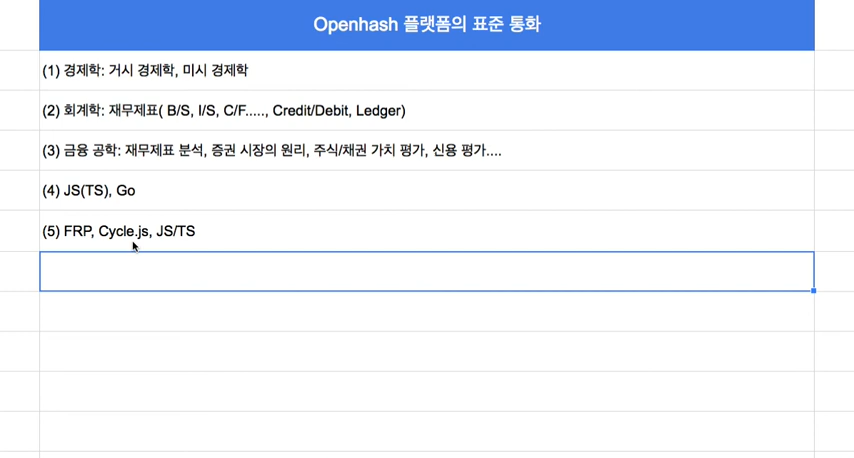 Openhash 플랫폼의 표준 통화
(1) 경제학: 거시 경제학, 미시 경제학
(2) 회계학: 재무제표( B/S, I/S, C/F....., Credit/Debit, Ledger)
(3) 금융 공학: 재무제표 분석, 증권 시장의 원리, 주식/채권 가치 평가, 신용 평가....
(4) JS(TS), Go
(5) FRP, Cycle.js, JS/TS